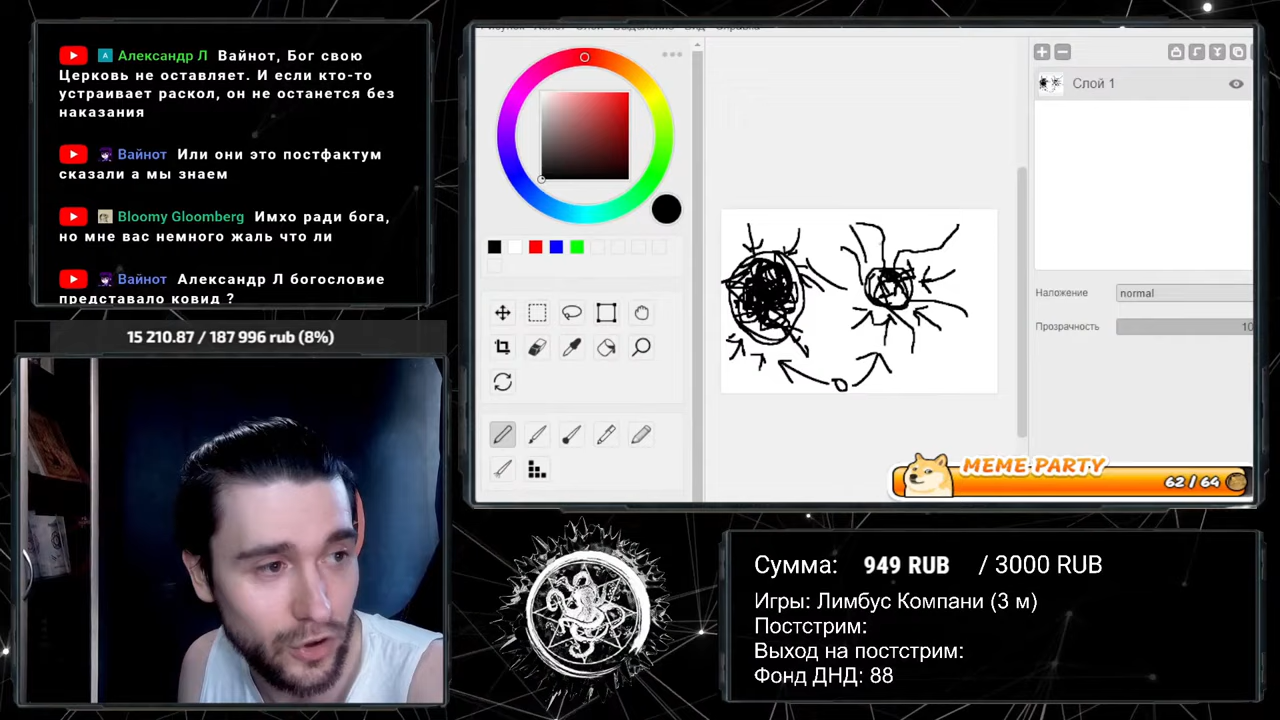 Александр Л Вайнот, Бог свою
Церковь не оставляет. И если кто-то
устраивает раскол, он не останется без
наказания
Вайнот Или они это постфактум
сказали а мы знаем
Bloomy Gloomberg Имхо ради бога,
но мне вас немного жаль что ли
Вайнот Александр Л богословие
представало ковид ?
15 210.87 / 187 996 rub (8%)
Слой 1
Наложение
normal
Прозрачность
10
MEME PARTY
62 / 64
Сумма: 949 RUB / 3000 RUB
Игры: Лимбус Компани (3 м)
Постстрим:
Выход на постстрим:
Фонд ДНД: 88